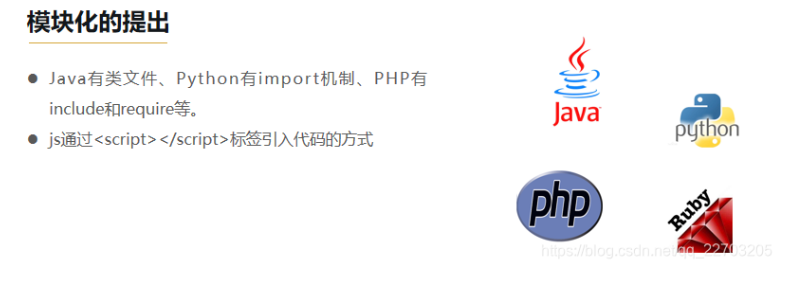 模块化的提出
Java有类文件、Python有import机制、PHP有
include和require等。
js通过<script></script>标签引入代码的方式
Java
python
php
Ruby
https://blog.csdn.net/qq_22703205